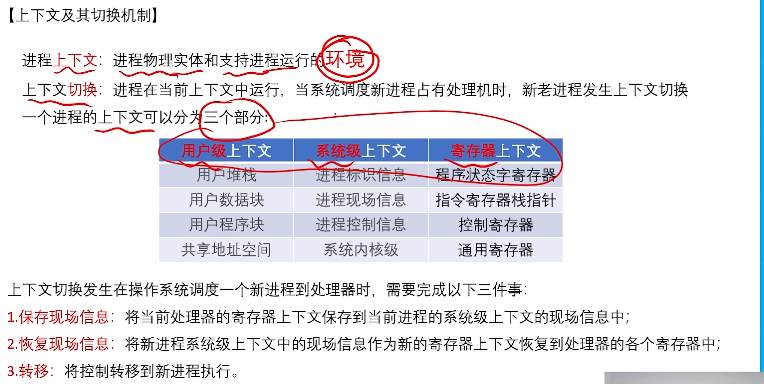 【上下文及其切换机制】
进程上下文：进程物理实体和支持进程运行的环境
上下文切换：进程在当前上下文中运行，当系统调度新进程占有处理机时，新老进程发生上下文切换
一个进程的上下文可以分为三个部分：
用户级上下文 系统级上下文 寄存器上下文
用户堆栈 进程标识信息 程序状态字寄存器
用户数据块 进程现场信息 指令寄存器栈指针
用户程序块 进程控制信息 控制寄存器
共享地址空间 系统内核级 通用寄存器
上下文切换发生在操作系统调度一个新进程到处理器时，需要完成以下三件事：
1.保存现场信息：将当前处理器的寄存器上下文保存到当前进程的系统级上下文的现场信息中；
2.恢复现场信息：将新进程系统级上下文中的现场信息作为新的寄存器上下文恢复到处理器的各个寄存器中；
3.转移：将控制转移到新进程执行。